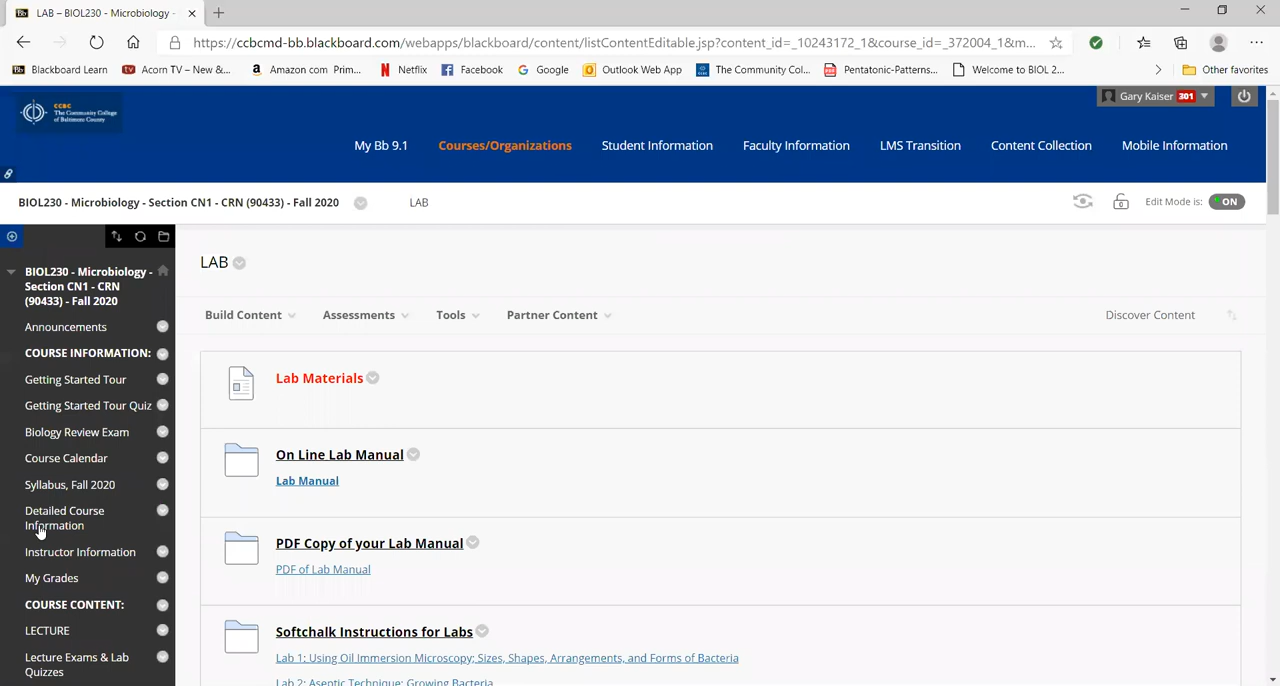 LAB – BIOL230 - Microbiology -
https://ccbcmd-bb.blackboard.com/webapps/blackboard/content/listContentEditable.jsp?content_id=_10243172_1&course_id=_372004_1&m...
Blackboard Learn Acorn TV – New &... Amazon com Prim... Netflix Facebook Google Outlook Web App The Community Col... Pentatonic-Patterns... Welcome to BIOL 2... Other favorites
CCBC
The Community College
of Baltimore County
Gary Kaiser 301
My Bb 9.1 Courses/Organizations Student Information Faculty Information LMS Transition Content Collection Mobile Information
BIOL230 - Microbiology - Section CN1 - CRN (90433) - Fall 2020 LAB Edit Mode is: ON
BIOL230 - Microbiology -
Section CN1 - CRN
(90433) - Fall 2020
Announcements
COURSE INFORMATION:
Getting Started Tour
Getting Started Tour Quiz
Biology Review Exam
Course Calendar
Syllabus, Fall 2020
Detailed Course
Information
Instructor Information
My Grades
COURSE CONTENT:
LECTURE
Lecture Exams & Lab
Quizzes
LAB
Build Content Assessments Tools Partner Content Discover Content
Lab Materials
On Line Lab Manual
Lab Manual
PDF Copy of your Lab Manual
PDF of Lab Manual
Softchalk Instructions for Labs
Lab 1: Using Oil Immersion Microscopy; Sizes, Shapes, Arrangements, and Forms of Bacteria
Lab 2: Aseptic Technique; Growing Bacteria